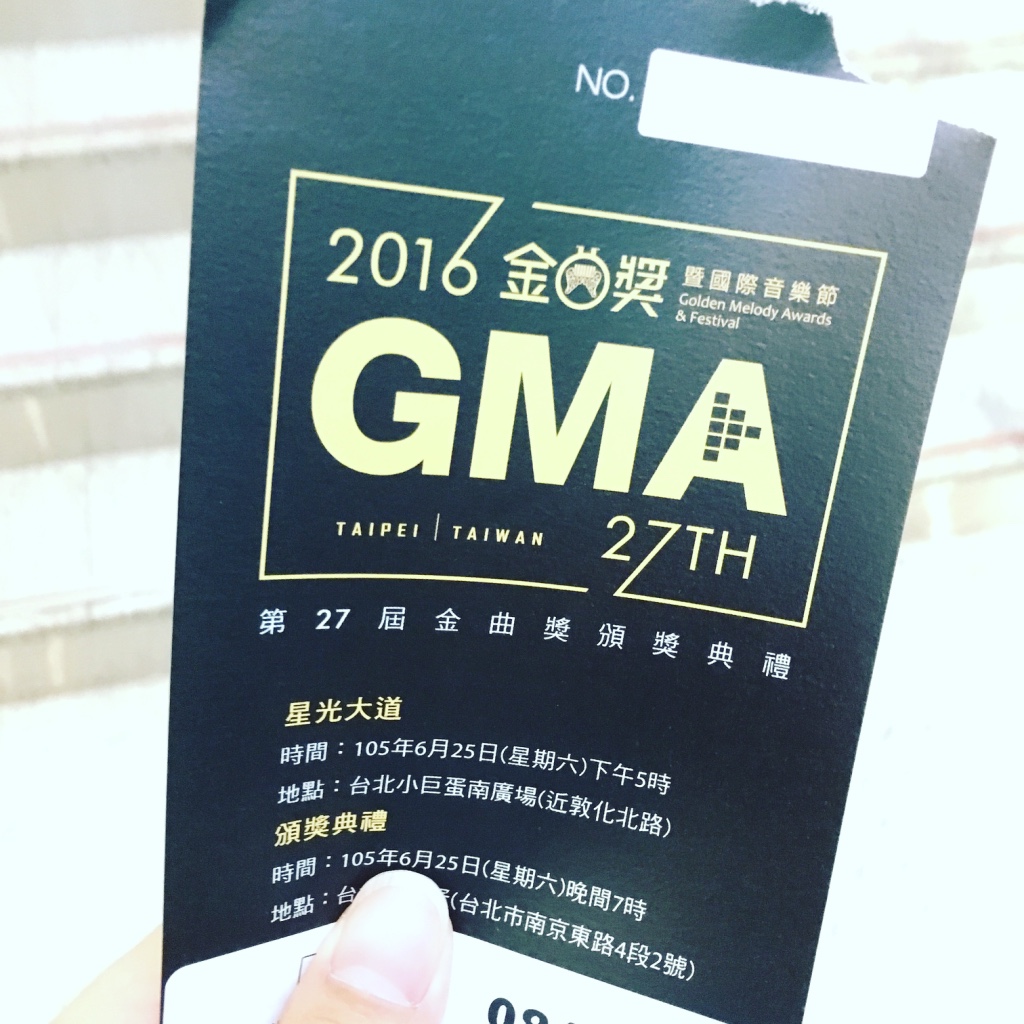 NO.
2016 金曲獎 暨國際音樂節
Golden Melody Awards
& Festival
GMA
TAIPEI | TAIWAN 27TH
第27屆金曲獎頒獎典禮
星光大道
時間：105年6月25日(星期六)下午5時
地點：台北小巨蛋南廣場(近敦化北路)
頒獎典禮
時間：105年6月25日(星期六)晚間7時
地點：台 (台北市南京東路4段2號)